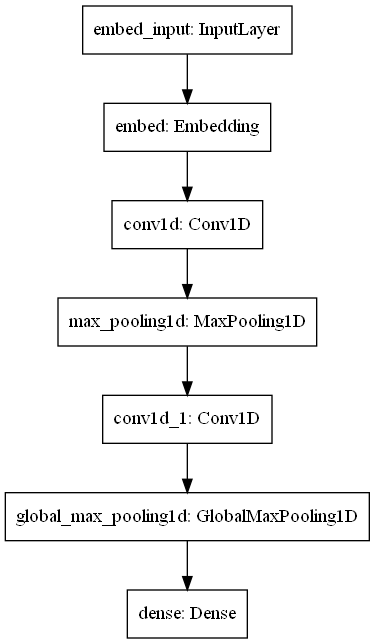 embed_input: InputLayer
embed: Embedding
conv1d: Conv1D
max_pooling1d: MaxPooling1D
conv1d_1: Conv1D
global_max_pooling1d: GlobalMaxPooling1D
dense: Dense